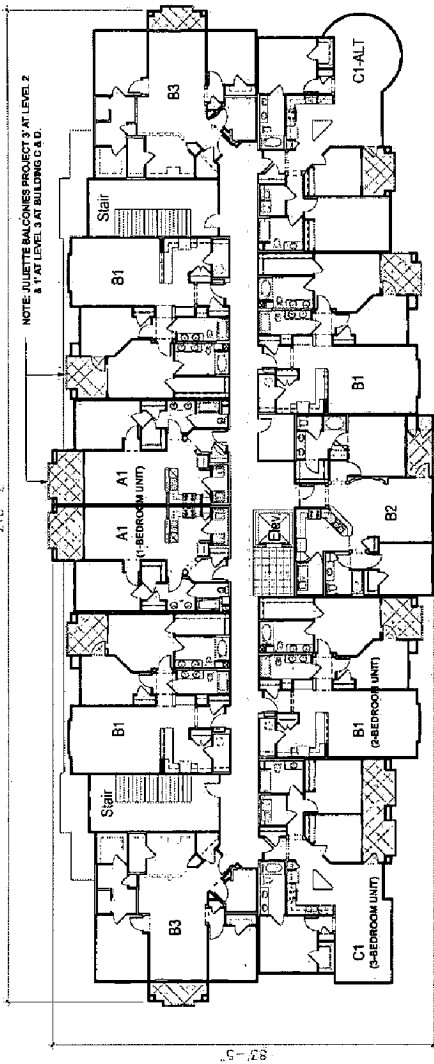 NOTE: JULIETTE BALCONIES PROJECT 3' AT LEVEL 2
& 1' AT LEVEL 3 AT BUILDING C & D.
B3
Stair
B1
A1
A1
(1-BEDROOM UNIT)
B1
Stair
B3
C1-ALT
B1
Elev
B2
B1
(2-BEDROOM UNIT)
C1
(3-BEDROOM UNIT)
83'-5"